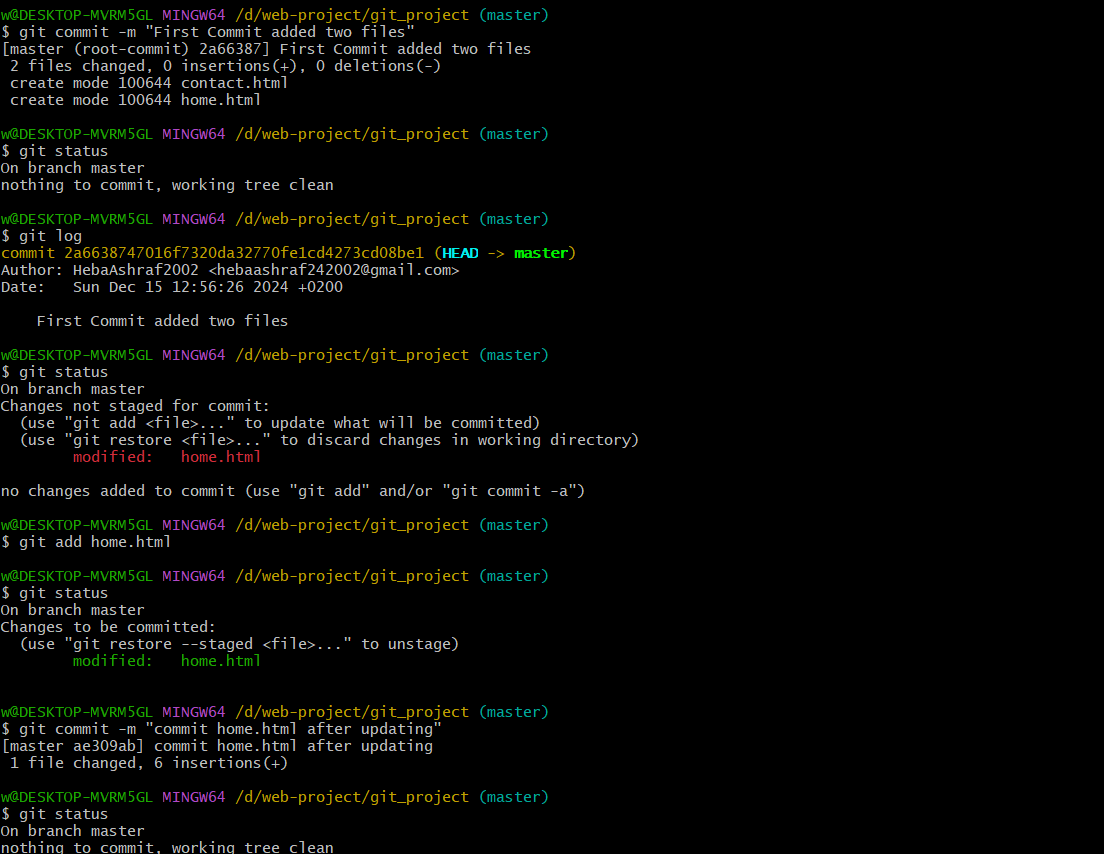 w@DESKTOP-MVRM5GL MINGW64 /d/web-project/git_project (master)
$ git commit -m "First Commit added two files"
[master (root-commit) 2a66387] First Commit added two files
 2 files changed, 0 insertions(+), 0 deletions(-)
 create mode 100644 contact.html
 create mode 100644 home.html

w@DESKTOP-MVRM5GL MINGW64 /d/web-project/git_project (master)
$ git status
On branch master
nothing to commit, working tree clean

w@DESKTOP-MVRM5GL MINGW64 /d/web-project/git_project (master)
$ git log
commit 2a6638747016f7320da32770fe1cd4273cd08be1 (HEAD -> master)
Author: HebaAshraf2002 <hebaashraf242002@gmail.com>
Date:   Sun Dec 15 12:56:26 2024 +0200

    First Commit added two files

w@DESKTOP-MVRM5GL MINGW64 /d/web-project/git_project (master)
$ git status
On branch master
Changes not staged for commit:
  (use "git add <file>..." to update what will be committed)
  (use "git restore <file>..." to discard changes in working directory)
        modified:   home.html

no changes added to commit (use "git add" and/or "git commit -a")

w@DESKTOP-MVRM5GL MINGW64 /d/web-project/git_project (master)
$ git add home.html

w@DESKTOP-MVRM5GL MINGW64 /d/web-project/git_project (master)
$ git status
On branch master
Changes to be committed:
  (use "git restore --staged <file>..." to unstage)
        modified:   home.html


w@DESKTOP-MVRM5GL MINGW64 /d/web-project/git_project (master)
$ git commit -m "commit home.html after updating"
[master ae309ab] commit home.html after updating
 1 file changed, 6 insertions(+)

w@DESKTOP-MVRM5GL MINGW64 /d/web-project/git_project (master)
$ git status
On branch master
nothing to commit, working tree clean